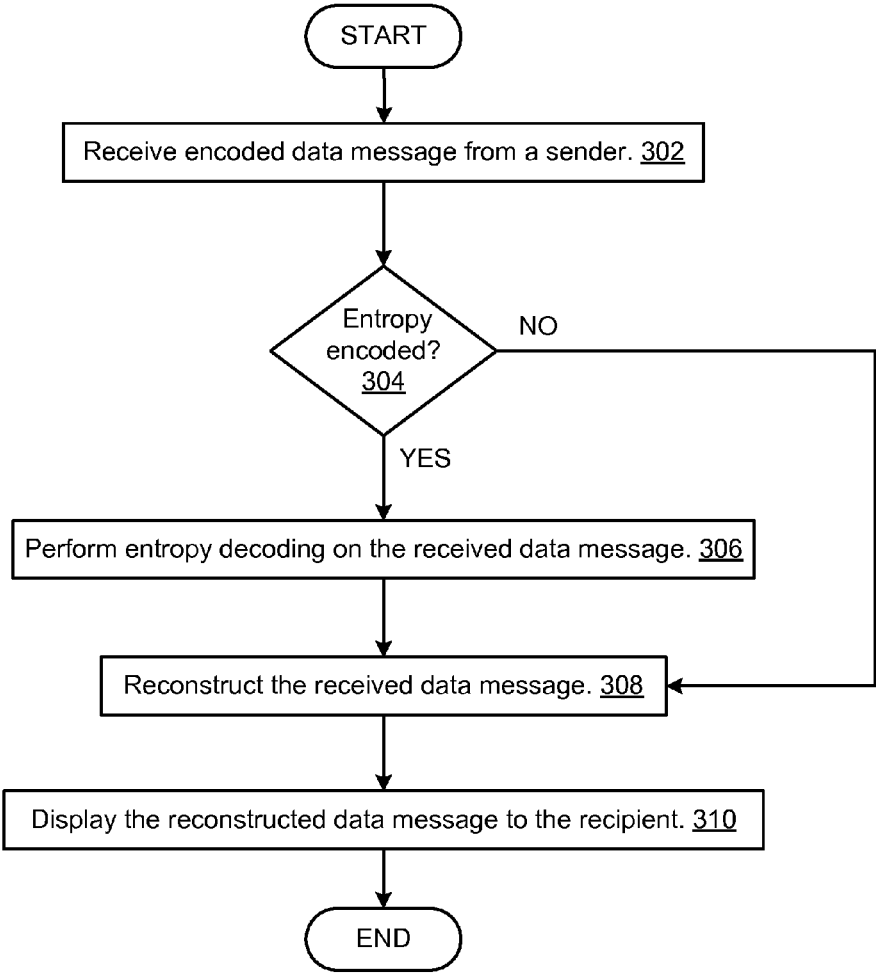 START
Receive encoded data message from a sender. 302
Entropy
encoded?
304
NO
YES
Perform entropy decoding on the received data message. 306
Reconstruct the received data message. 308
Display the reconstructed data message to the recipient. 310
END